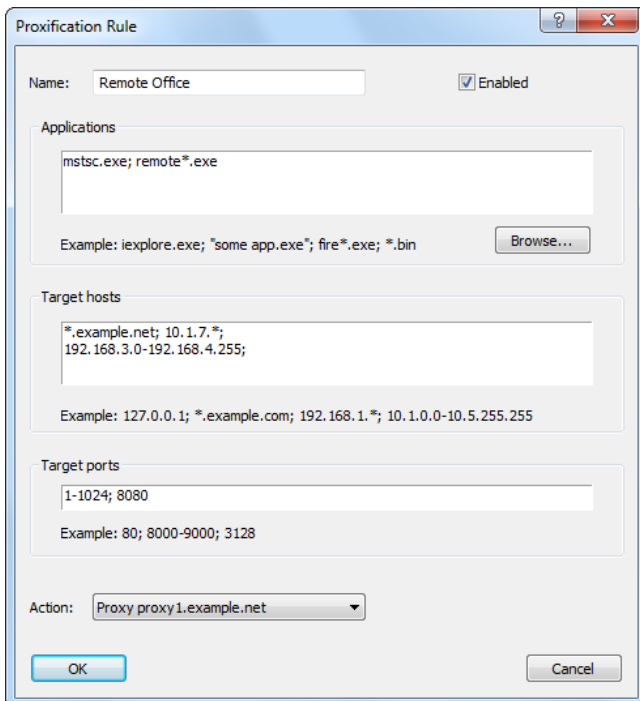 Proxification Rule
Name: Remote Office Enabled
Applications
mstsc.exe; remote*.exe
Example: iexplore.exe; "some app.exe"; fire*.exe; *.bin Browse...
Target hosts
*.example.net; 10.1.7.*;
192.168.3.0-192.168.4.255;
Example: 127.0.0.1; *.example.com; 192.168.1.*; 10.1.0.0-10.5.255.255
Target ports
1-1024; 8080
Example: 80; 8000-9000; 3128
Action: Proxy proxy1.example.net
OK Cancel